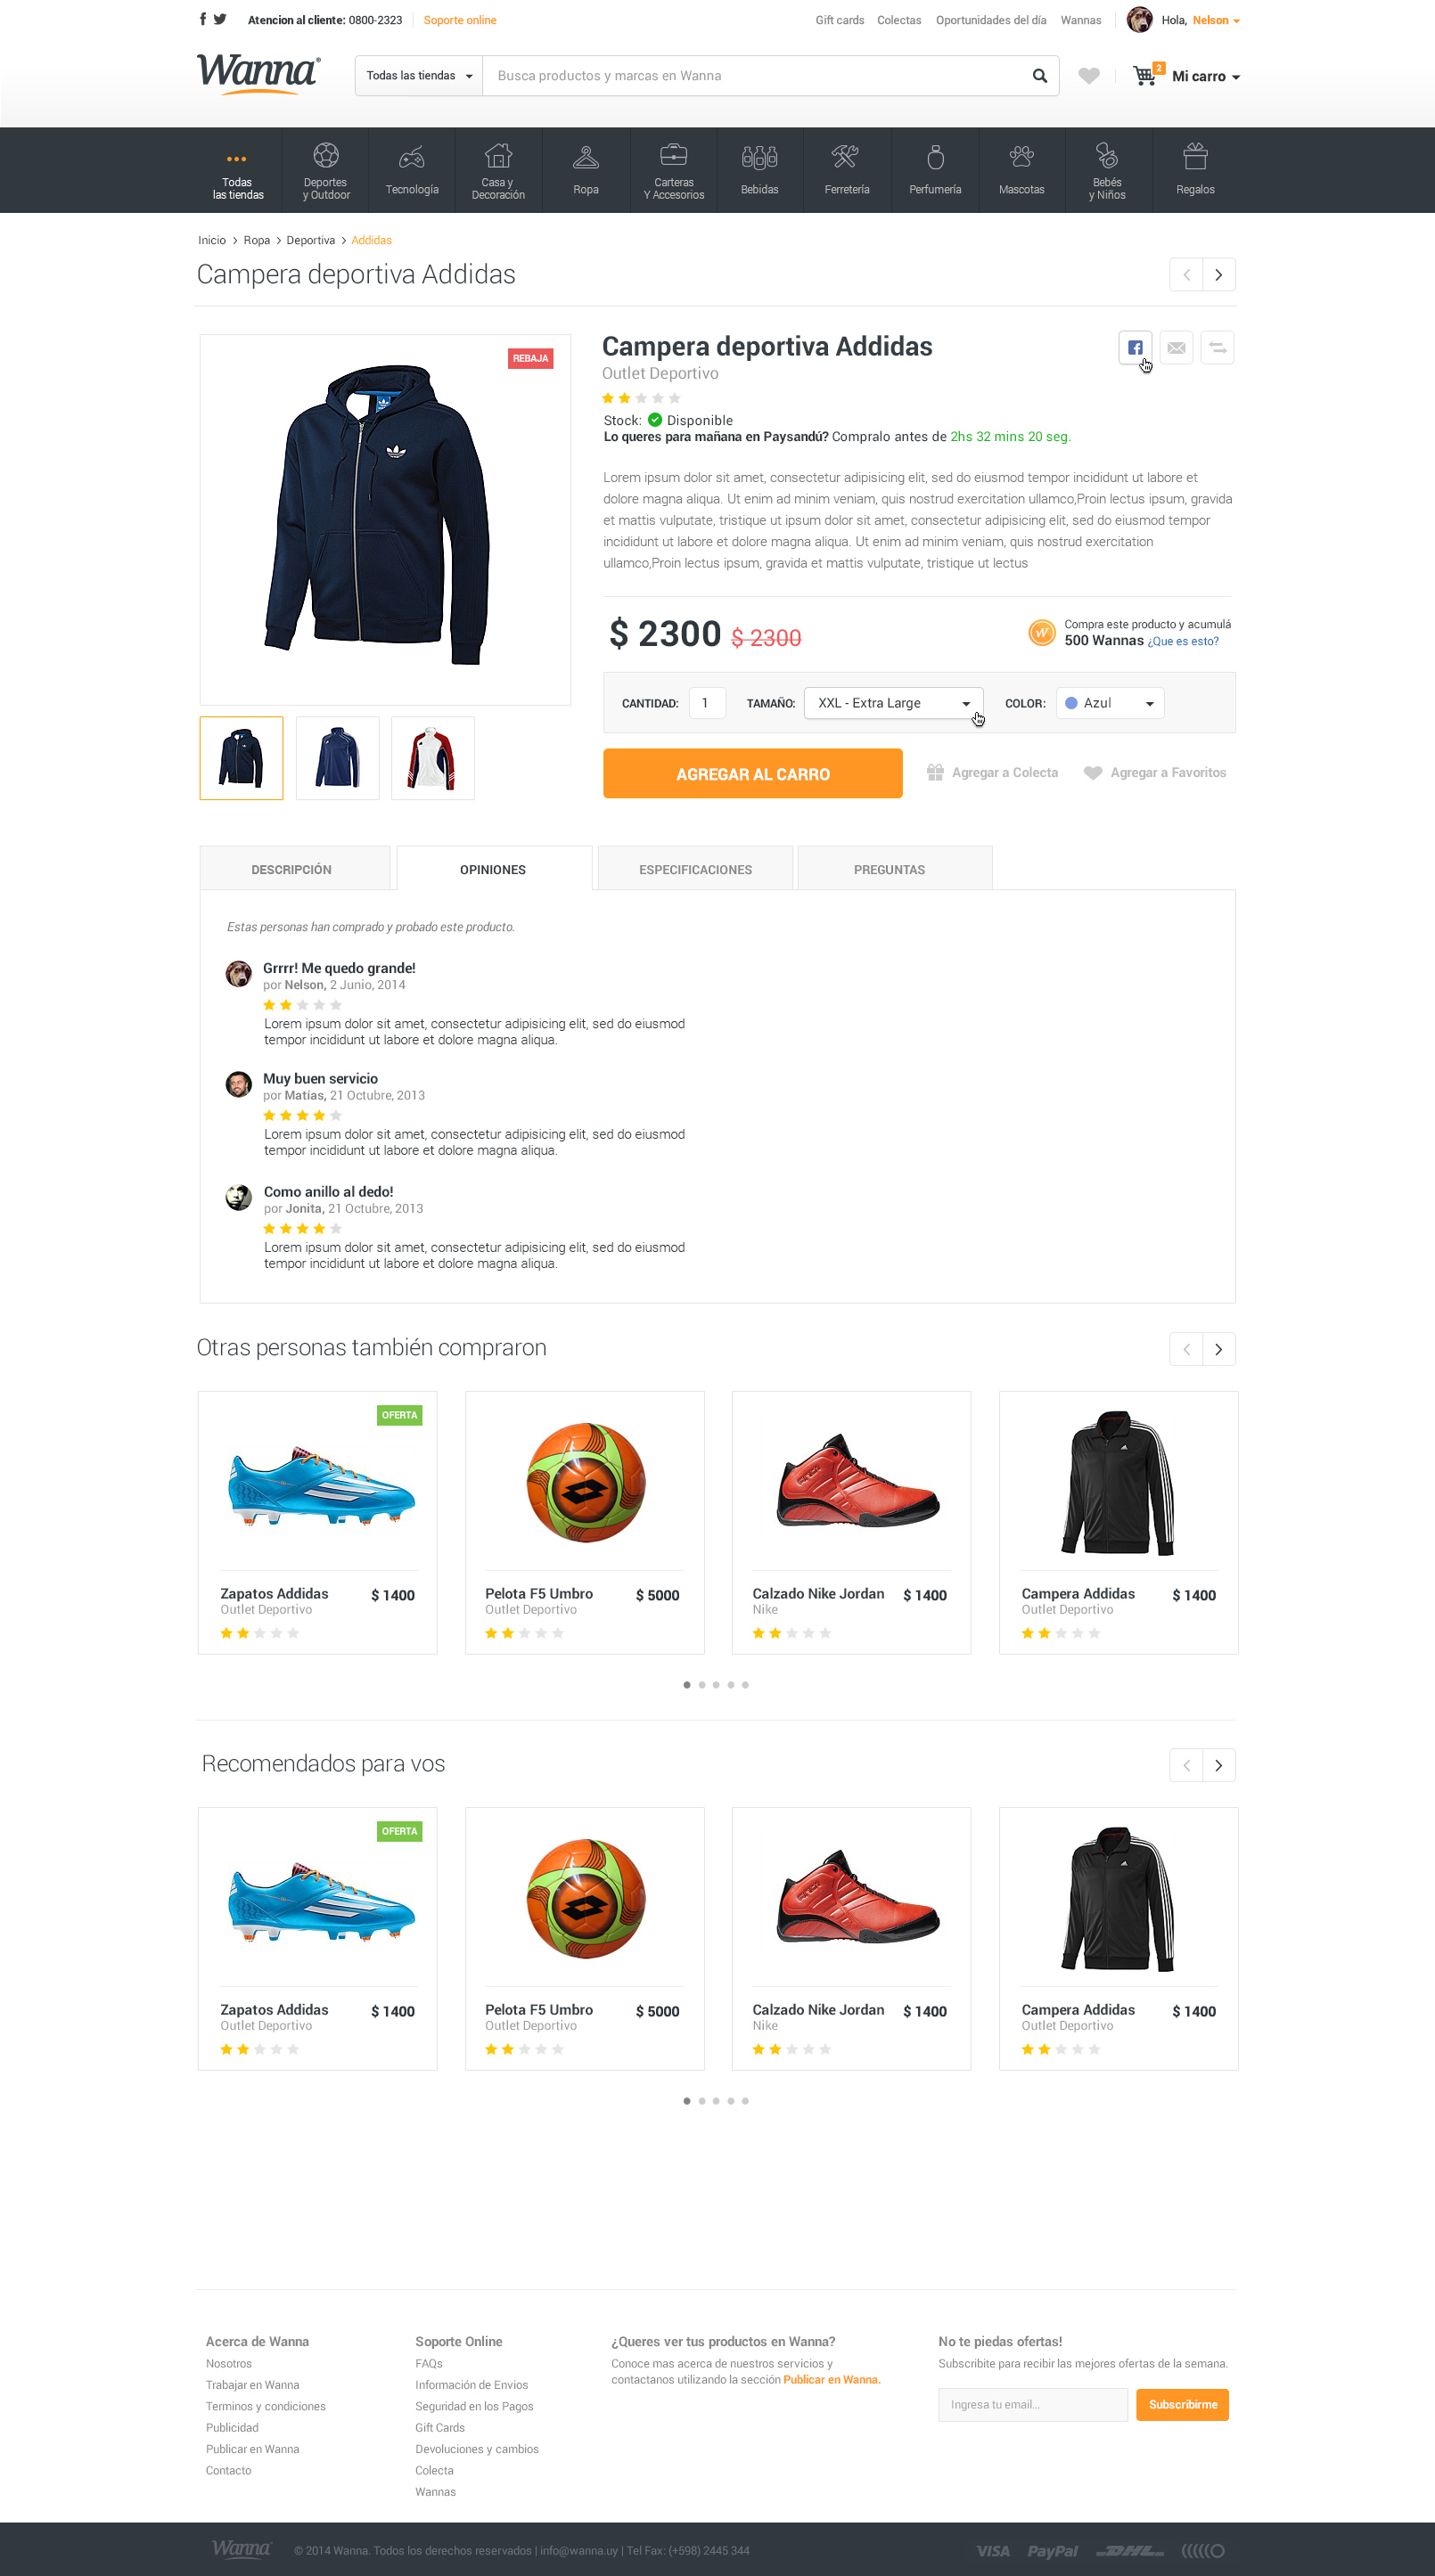 Atencion al cliente: 0800-2323
Soporte online
Gift cards
Colectas
Oportunidades del día
Wannas
Hola, Nelson
Wanna®
Todas las tiendas
Busca productos y marcas en Wanna
2
Mi carro
Todas
las tiendas
Deportes
y Outdoor
Tecnología
Casa y
Decoración
Ropa
Carteras
Y Accesorios
Bebidas
Ferretería
Perfumería
Mascotas
Bebés
y Niños
Regalos
Inicio > Ropa > Deportiva > Addidas
Campera deportiva Addidas
REBAJA
Campera deportiva Addidas
Outlet Deportivo
Stock: Disponible
Lo queres para mañana en Paysandú? Compralo antes de 2hs 32 mins 20 seg.
Lorem ipsum dolor sit amet, consectetur adipisicing elit, sed do eiusmod tempor incididunt ut labore et
dolore magna aliqua. Ut enim ad minim veniam, quis nostrud exercitation ullamco,Proin lectus ipsum, gravida
et mattis vulputate, tristique ut ipsum dolor sit amet, consectetur adipisicing elit, sed do eiusmod tempor
incididunt ut labore et dolore magna aliqua. Ut enim ad minim veniam, quis nostrud exercitation
ullamco,Proin lectus ipsum, gravida et mattis vulputate, tristique ut lectus
$ 2300 $ 2300
Compra este producto y acumulá
500 Wannas ¿Que es esto?
CANTIDAD: 1
TAMAÑO: XXL - Extra Large
COLOR: Azul
AGREGAR AL CARRO
Agregar a Colecta
Agregar a Favoritos
DESCRIPCIÓN
OPINIONES
ESPECIFICACIONES
PREGUNTAS
Estas personas han comprado y probado este producto.
Grrrr! Me quedo grande!
por Nelson, 2 Junio, 2014
Lorem ipsum dolor sit amet, consectetur adipisicing elit, sed do eiusmod
tempor incididunt ut labore et dolore magna aliqua.
Muy buen servicio
por Matías, 21 Octubre, 2013
Lorem ipsum dolor sit amet, consectetur adipisicing elit, sed do eiusmod
tempor incididunt ut labore et dolore magna aliqua.
Como anillo al dedo!
por Jonita, 21 Octubre, 2013
Lorem ipsum dolor sit amet, consectetur adipisicing elit, sed do eiusmod
tempor incididunt ut labore et dolore magna aliqua.
Otras personas también compraron
OFERTA
Zapatos Addidas $ 1400
Outlet Deportivo
Pelota F5 Umbro $ 5000
Outlet Deportivo
Calzado Nike Jordan $ 1400
Nike
Campera Addidas $ 1400
Outlet Deportivo
Recomendados para vos
OFERTA
Zapatos Addidas $ 1400
Outlet Deportivo
Pelota F5 Umbro $ 5000
Outlet Deportivo
Calzado Nike Jordan $ 1400
Nike
Campera Addidas $ 1400
Outlet Deportivo
Acerca de Wanna
Nosotros
Trabajar en Wanna
Terminos y condiciones
Publicidad
Publicar en Wanna
Contacto
Soporte Online
FAQs
Información de Envios
Seguridad en los Pagos
Gift Cards
Devoluciones y cambios
Colecta
Wannas
¿Queres ver tus productos en Wanna?
Conoce mas acerca de nuestros servicios y
contactanos utilizando la sección Publicar en Wanna.
No te piedas ofertas!
Subscribite para recibir las mejores ofertas de la semana.
Ingresa tu email...
Subscribirme
Wanna
© 2014 Wanna. Todos los derechos reservados | info@wanna.uy | Tel Fax: (+598) 2445 344
VISA
PayPal
DHL